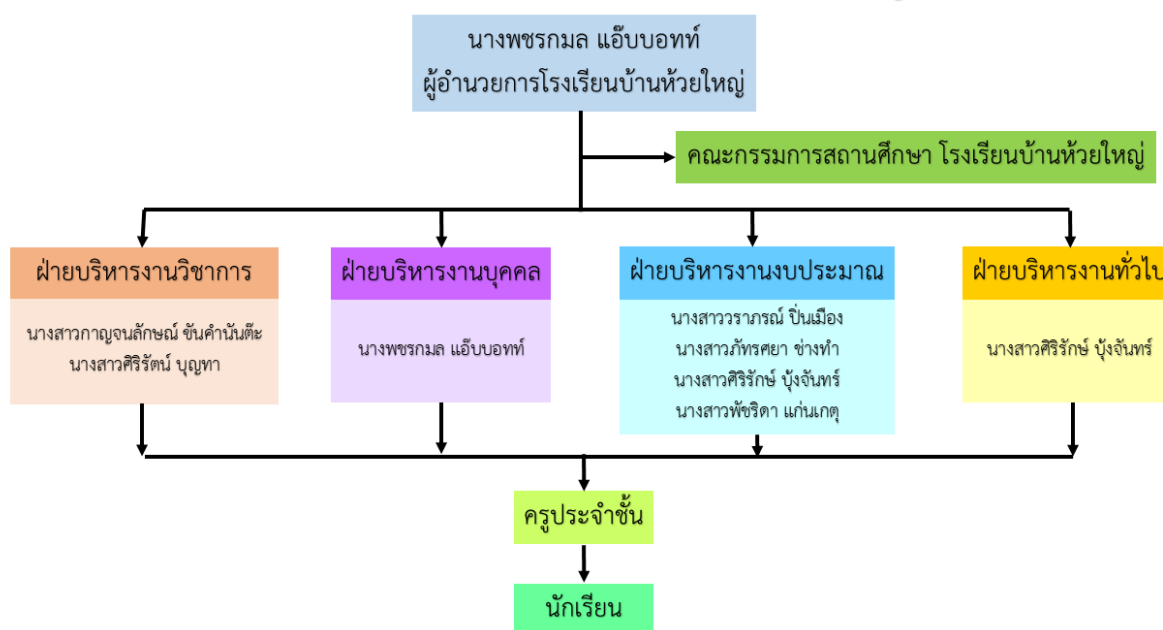 นางพชรกมล แอ๊บบอทท์
ผู้อำนวยการโรงเรียนบ้านห้วยใหญ่
คณะกรรมการสถานศึกษา โรงเรียนบ้านห้วยใหญ่
ฝ่ายบริหารงานวิชาการ
นางสาวกาญจนลักษณ์ ขันคำนันต๊ะ
นางสาวศิริรัตน์ บุญทา
ฝ่ายบริหารงานบุคคล
นางพชรกมล แอ๊บบอทท์
ฝ่ายบริหารงานงบประมาณ
นางสาววราภรณ์ ปิ่นเมือง
นางสาวภัทรศยา ช่างทำ
นางสาวศิริรักษ์ บุ้งจันทร์
นางสาวพัชริดา แก่นเกตุ
ฝ่ายบริหารงานทั่วไป
นางสาวศิริรักษ์ บุ้งจันทร์
ครูประจำชั้น
นักเรียน